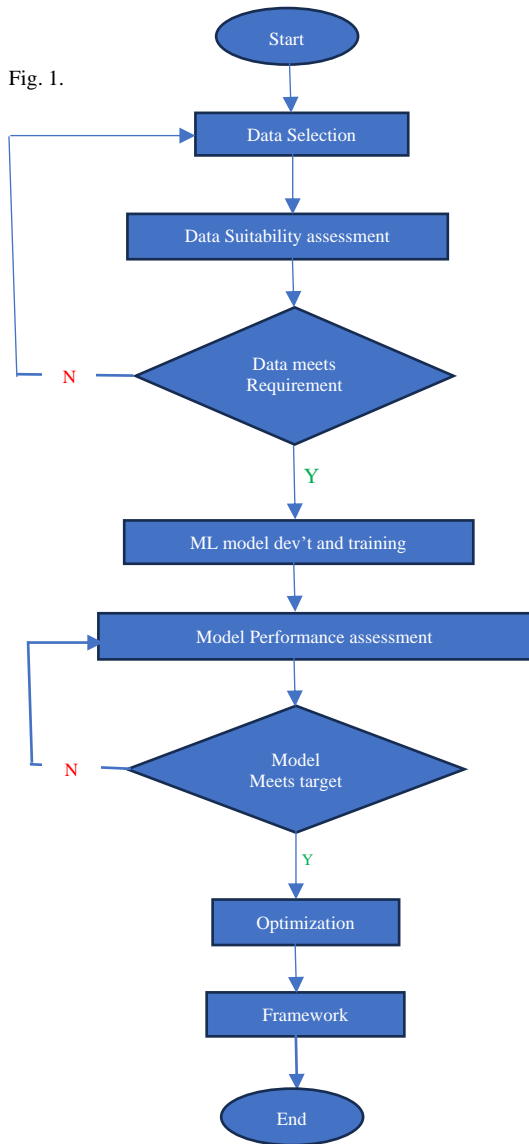 Start
Fig. 1.
Data Selection
Data Suitability assessment
Data meets
Requirement
N
Y
ML model dev't and training
Model Performance assessment
Model
Meets target
N
Y
Optimization
Framework
End